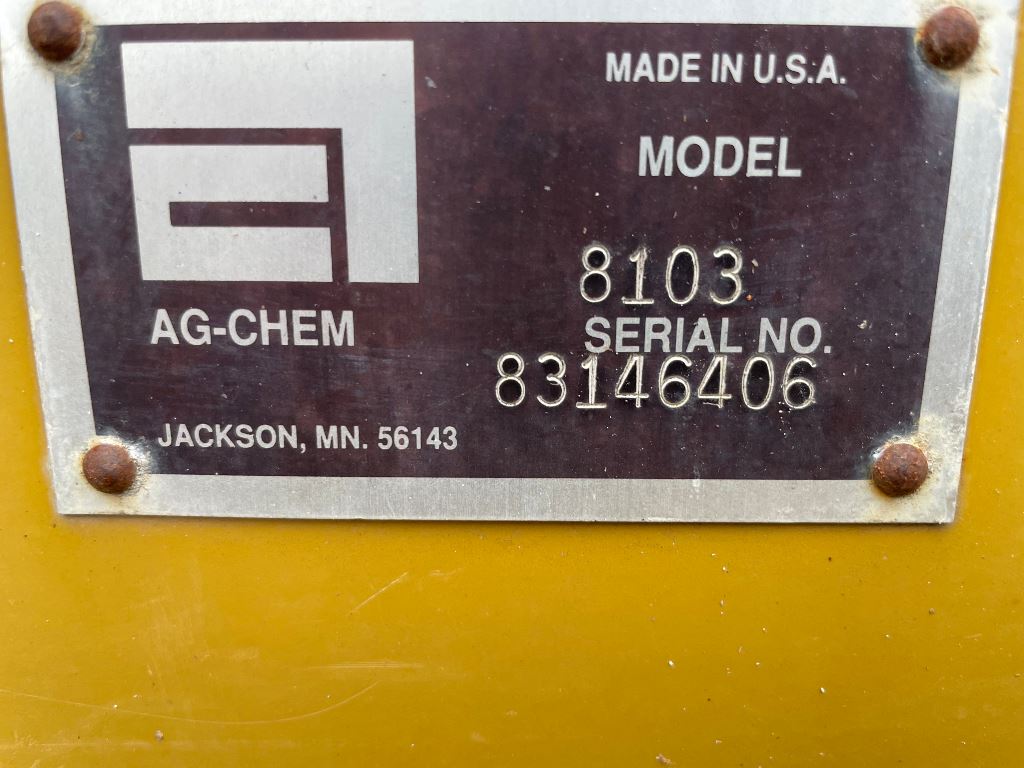 MADE IN U.S.A.
MODEL
8103
AG-CHEM
SERIAL NO.
83146406
JACKSON, MN. 56143